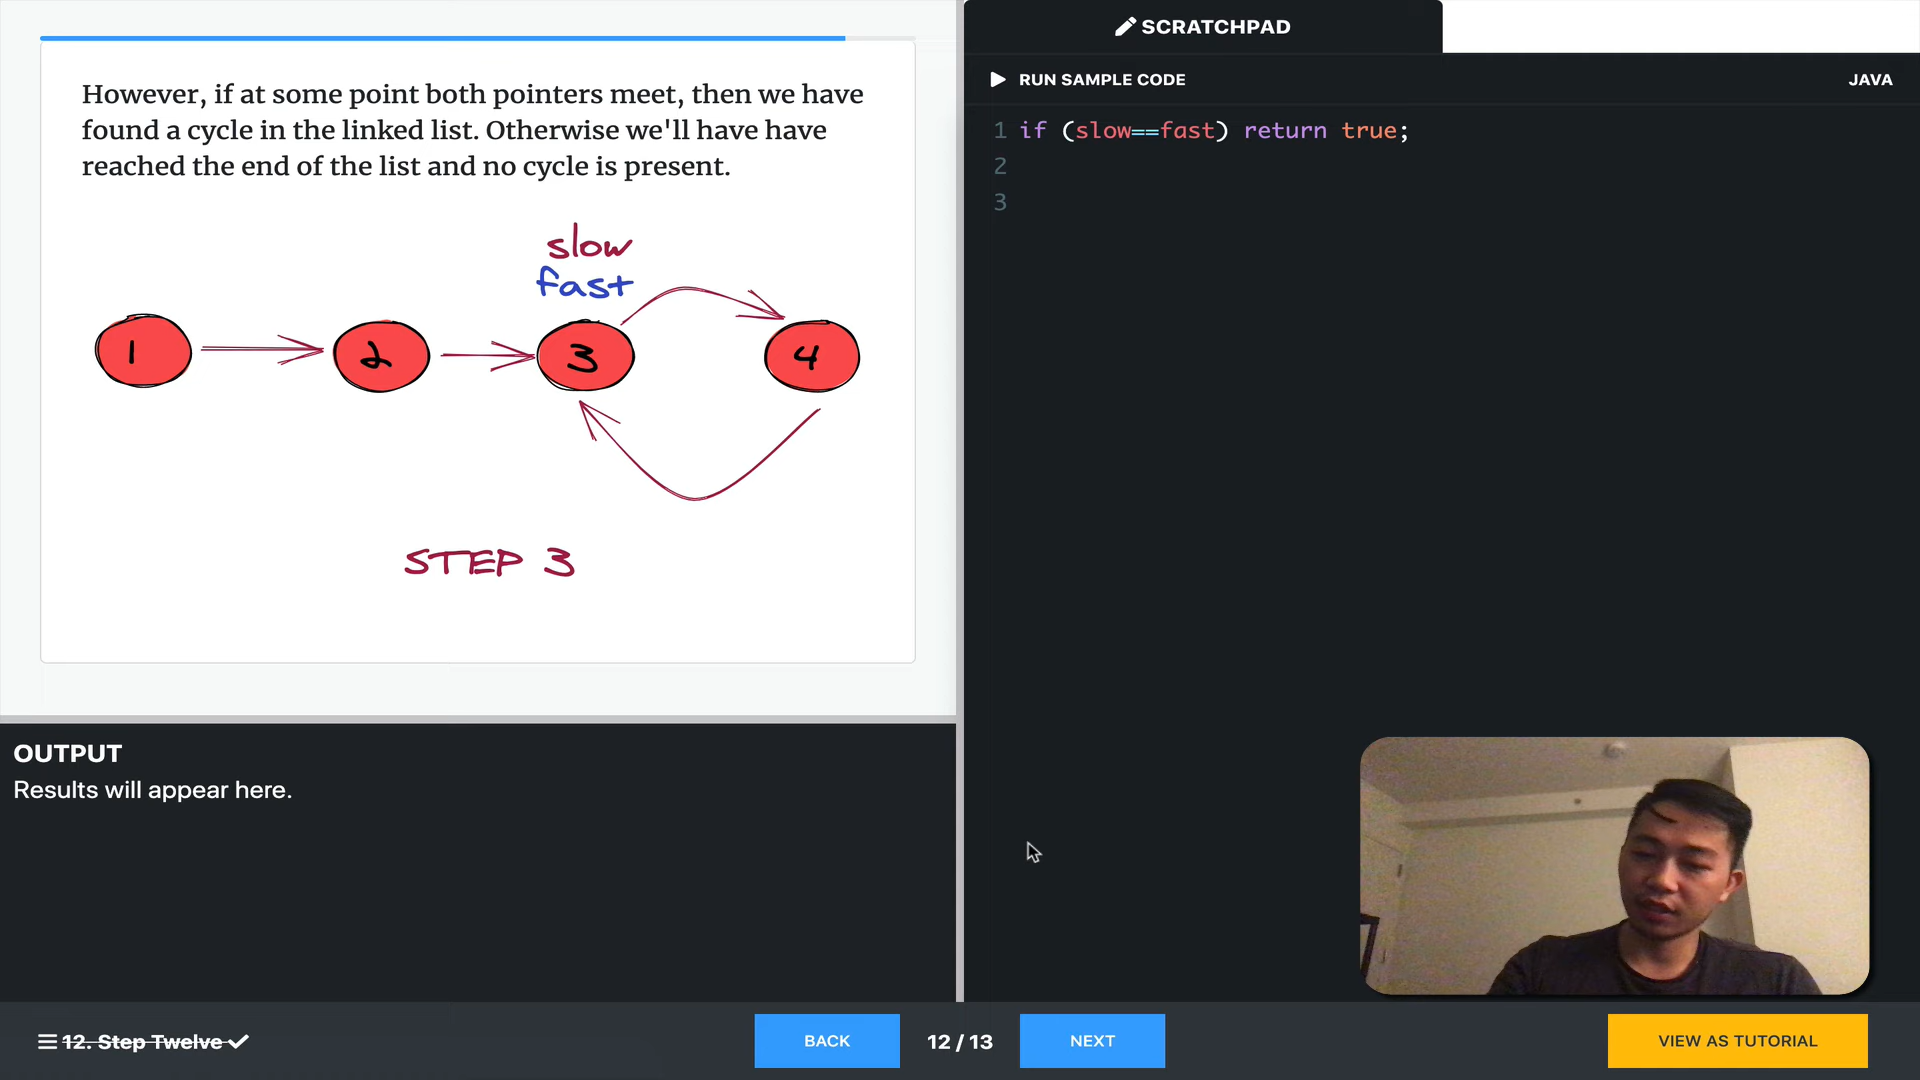 However, if at some point both pointers meet, then we have
found a cycle in the linked list. Otherwise we'll have have
reached the end of the list and no cycle is present.
slow
fast
1
2
3
4
STEP 3
OUTPUT
Results will appear here.
SCRATCHPAD
RUN SAMPLE CODE
JAVA
1 if (slow==fast) return true;
2
3
12. Step Twelve
BACK
12 / 13
NEXT
VIEW AS TUTORIAL